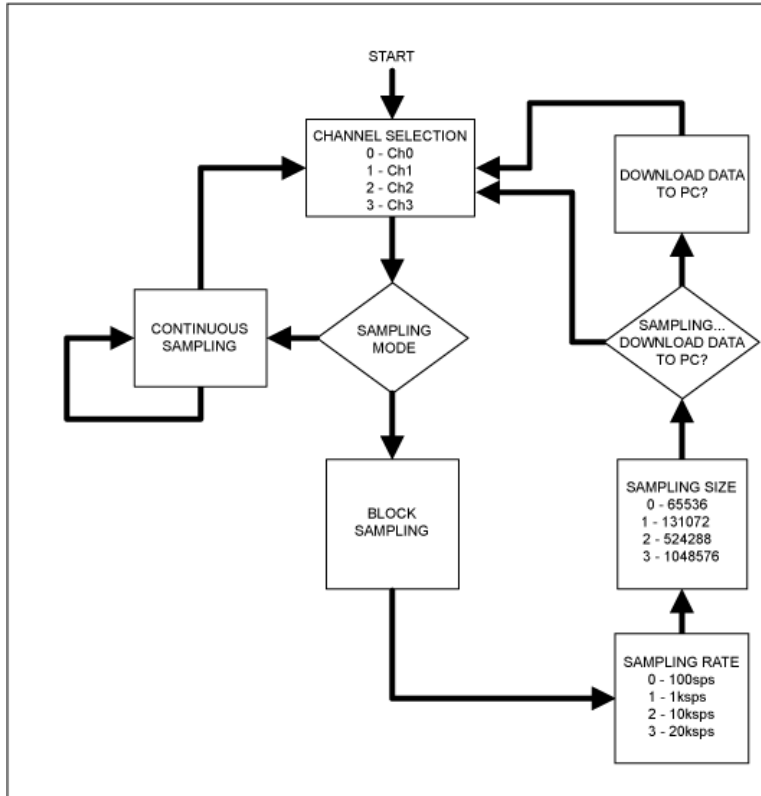 START
CHANNEL SELECTION
0 - Ch0
1 - Ch1
2 - Ch2
3 - Ch3
DOWNLOAD DATA
TO PC?
CONTINUOUS
SAMPLING
SAMPLING
MODE
SAMPLING...
DOWNLOAD DATA
TO PC?
BLOCK
SAMPLING
SAMPLING SIZE
0 - 65536
1 - 131072
2 - 524288
3 - 1048576
SAMPLING RATE
0 - 100sps
1 - 1ksps
2 - 10ksps
3 - 20ksps